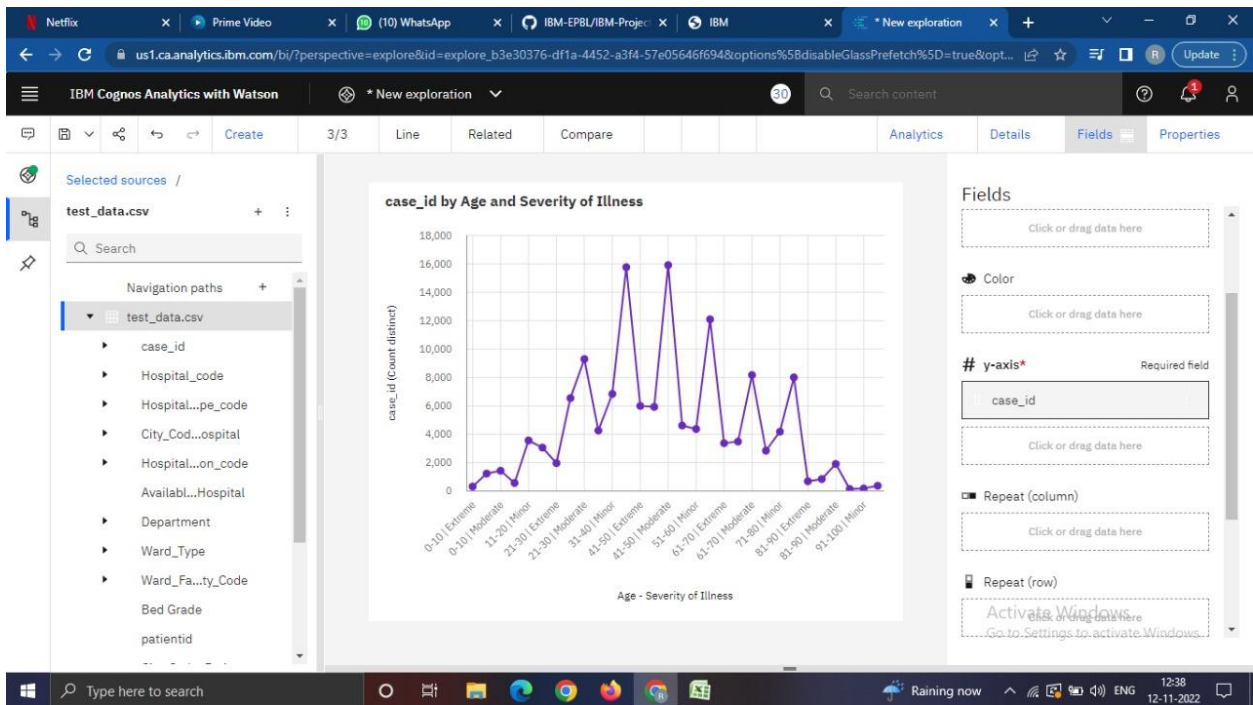 Netflix
Prime Video
(10) WhatsApp
IBM-EPBL/IBM-Projec
IBM
* New exploration
us1.ca.analytics.ibm.com/bi/?perspective=explore&id=explore_b3e30376-df1a-4452-a3f4-57e05646f694&options%5BdisableGlassPrefetch%5D=true&opt...
R
Update
IBM Cognos Analytics with Watson
* New exploration
30
Search content
1
Create
3/3
Line
Related
Compare
Analytics
Details
Fields
Properties
Selected sources /
test_data.csv
Search
Navigation paths
test_data.csv
case_id
Hospital_code
Hospital...pe_code
City_Cod...ospital
Hospital...on_code
Availabl...Hospital
Department
Ward_Type
Ward_Fa...ty_Code
Bed Grade
patientid
case_id by Age and Severity of Illness
18,000
16,000
14,000
12,000
10,000
8,000
6,000
4,000
2,000
0
case_id (Count distinct)
0-10 | Extreme
0-10 | Moderate
11-20 | Minor
21-30 | Extreme
21-30 | Moderate
31-40 | Minor
41-50 | Extreme
41-50 | Moderate
51-60 | Minor
61-70 | Extreme
61-70 | Moderate
71-80 | Minor
81-90 | Extreme
81-90 | Moderate
91-100 | Minor
Age - Severity of Illness
Fields
Click or drag data here
Color
Click or drag data here
# y-axis*
Required field
case_id
Click or drag data here
Repeat (column)
Click or drag data here
Repeat (row)
Click or drag data here
Activate Windows
Go to Settings to activate Windows.
Type here to search
Raining now
ENG
12:38
12-11-2022